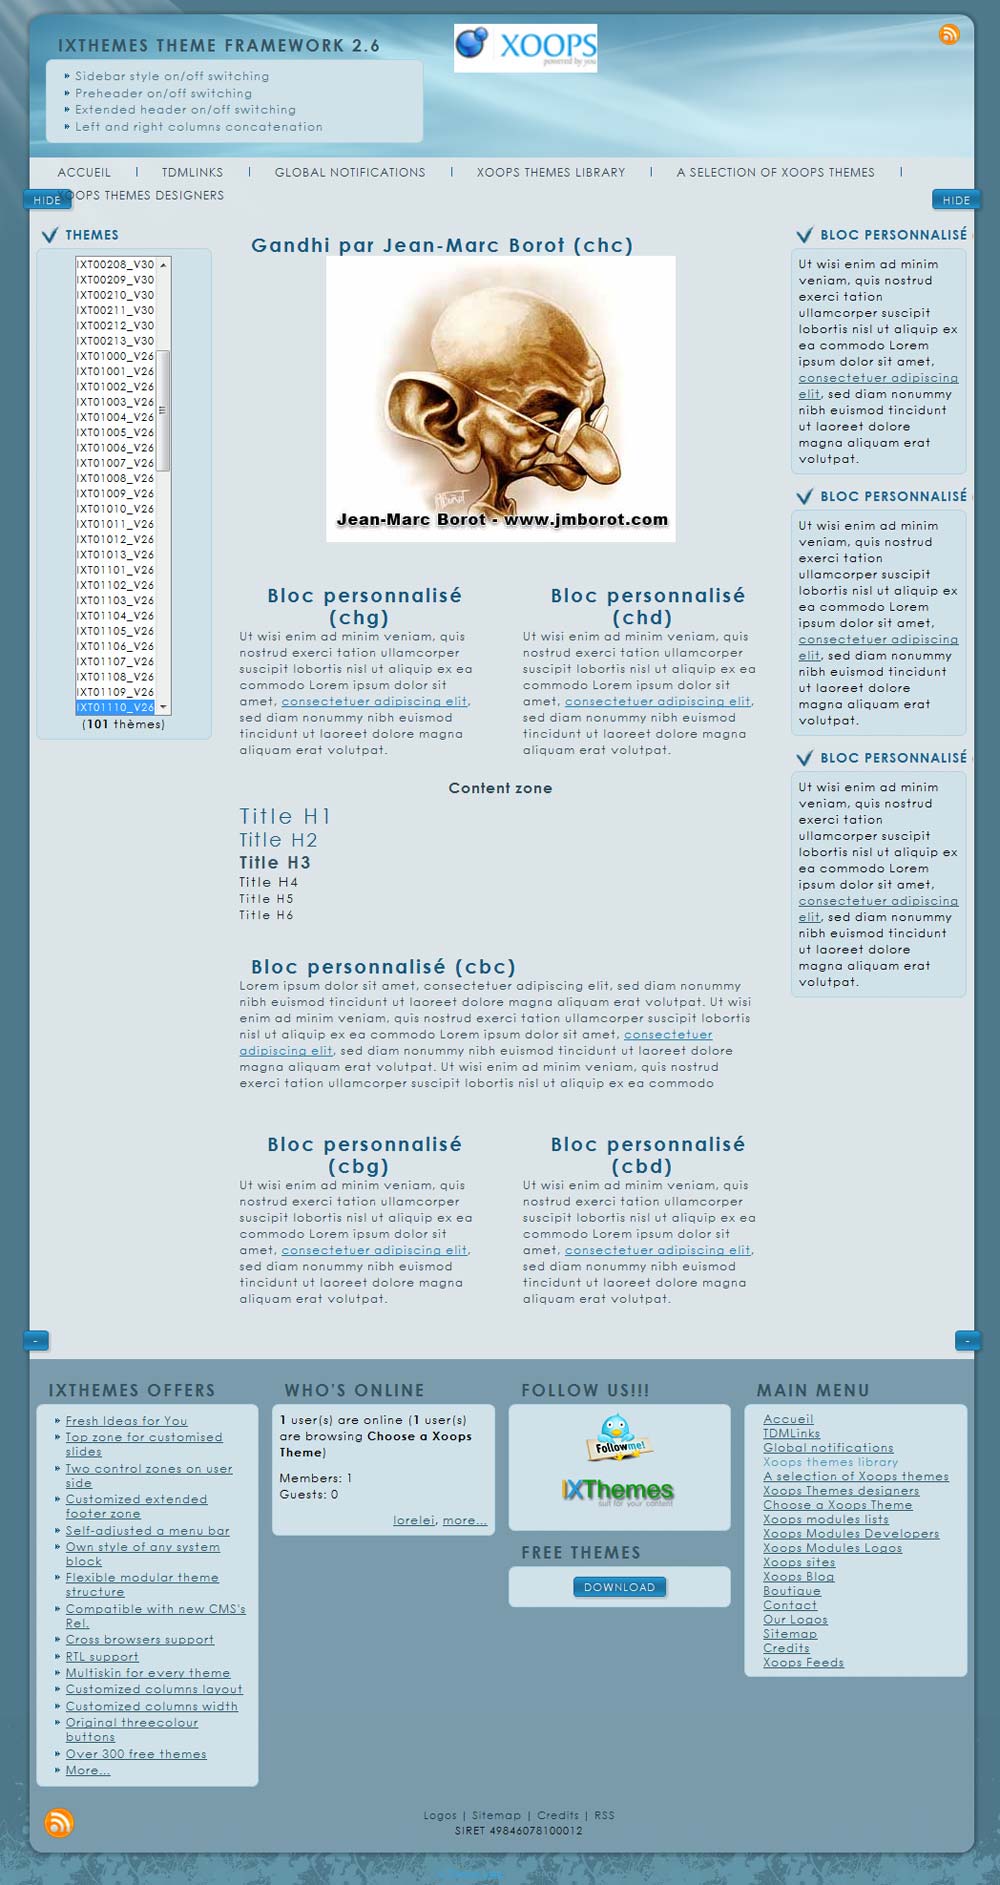 IXTHEMES THEME FRAMEWORK 2.6
XOOPS
powered by you
Sidebar style on/off switching
Preheader on/off switching
Extended header on/off switching
Left and right columns concatenation
ACCUEIL | TDMLINKS | GLOBAL NOTIFICATIONS | XOOPS THEMES LIBRARY | A SELECTION OF XOOPS THEMES |
XOOPS THEMES DESIGNERS
HIDE
HIDE
THEMES
IXT00208_V30
IXT00209_V30
IXT00210_V30
IXT00211_V30
IXT00212_V30
IXT00213_V30
IXT01000_V26
IXT01001_V26
IXT01002_V26
IXT01003_V26
IXT01004_V26
IXT01005_V26
IXT01006_V26
IXT01007_V26
IXT01008_V26
IXT01009_V26
IXT01010_V26
IXT01011_V26
IXT01012_V26
IXT01013_V26
IXT01101_V26
IXT01102_V26
IXT01103_V26
IXT01104_V26
IXT01105_V26
IXT01106_V26
IXT01107_V26
IXT01108_V26
IXT01109_V26
IXT01110_V26
(101 thèmes)
Gandhi par Jean-Marc Borot (chc)
Jean-Marc Borot - www.jmborot.com
Bloc personnalisé
(chg)
Ut wisi enim ad minim veniam, quis
nostrud exerci tation ullamcorper
suscipit lobortis nisl ut aliquip ex ea
commodo Lorem ipsum dolor sit
amet, consectetuer adipiscing elit,
sed diam nonummy nibh euismod
tincidunt ut laoreet dolore magna
aliquam erat volutpat.
Bloc personnalisé
(chd)
Ut wisi enim ad minim veniam, quis
nostrud exerci tation ullamcorper
suscipit lobortis nisl ut aliquip ex ea
commodo Lorem ipsum dolor sit
amet, consectetuer adipiscing elit,
sed diam nonummy nibh euismod
tincidunt ut laoreet dolore magna
aliquam erat volutpat.
Content zone
Title H1
Title H2
Title H3
Title H4
Title H5
Title H6
Bloc personnalisé (cbc)
Lorem ipsum dolor sit amet, consectetuer adipiscing elit, sed diam nonummy
nibh euismod tincidunt ut laoreet dolore magna aliquam erat volutpat. Ut wisi
enim ad minim veniam, quis nostrud exerci tation ullamcorper suscipit lobortis
nisl ut aliquip ex ea commodo Lorem ipsum dolor sit amet, consectetuer
adipiscing elit, sed diam nonummy nibh euismod tincidunt ut laoreet dolore
magna aliquam erat volutpat. Ut wisi enim ad minim veniam, quis nostrud
exerci tation ullamcorper suscipit lobortis nisl ut aliquip ex ea commodo
Bloc personnalisé
(cbg)
Ut wisi enim ad minim veniam, quis
nostrud exerci tation ullamcorper
suscipit lobortis nisl ut aliquip ex ea
commodo Lorem ipsum dolor sit
amet, consectetuer adipiscing elit,
sed diam nonummy nibh euismod
tincidunt ut laoreet dolore magna
aliquam erat volutpat.
Bloc personnalisé
(cbd)
Ut wisi enim ad minim veniam, quis
nostrud exerci tation ullamcorper
suscipit lobortis nisl ut aliquip ex ea
commodo Lorem ipsum dolor sit
amet, consectetuer adipiscing elit,
sed diam nonummy nibh euismod
tincidunt ut laoreet dolore magna
aliquam erat volutpat.
BLOC PERSONNALISÉ
Ut wisi enim ad minim
veniam, quis nostrud
exerci tation
ullamcorper suscipit
lobortis nisl ut aliquip ex
ea commodo Lorem
ipsum dolor sit amet,
consectetuer adipiscing
elit, sed diam nonummy
nibh euismod tincidunt
ut laoreet dolore
magna aliquam erat
volutpat.
BLOC PERSONNALISÉ
Ut wisi enim ad minim
veniam, quis nostrud
exerci tation
ullamcorper suscipit
lobortis nisl ut aliquip ex
ea commodo Lorem
ipsum dolor sit amet,
consectetuer adipiscing
elit, sed diam nonummy
nibh euismod tincidunt
ut laoreet dolore
magna aliquam erat
volutpat.
BLOC PERSONNALISÉ
Ut wisi enim ad minim
veniam, quis nostrud
exerci tation
ullamcorper suscipit
lobortis nisl ut aliquip ex
ea commodo Lorem
ipsum dolor sit amet,
consectetuer adipiscing
elit, sed diam nonummy
nibh euismod tincidunt
ut laoreet dolore
magna aliquam erat
volutpat.
-
-
IXTHEMES OFFERS
Fresh Ideas for You
Top zone for customised
slides
Two control zones on user
side
Customized extended
footer zone
Self-adjusted a menu bar
Own style of any system
block
Flexible modular theme
structure
Compatible with new CMS's
Rel.
Cross browsers support
RTL support
Multiskin for every theme
Customized columns layout
Customized columns width
Original threecolour
buttons
Over 300 free themes
More...
WHO'S ONLINE
1 user(s) are online (1 user(s)
are browsing Choose a Xoops
Theme)
Members: 1
Guests: 0
lorelei, more...
FOLLOW US!!!
Followme!
IXThemes
suit for your content
FREE THEMES
DOWNLOAD
MAIN MENU
Accueil
TDMLinks
Global notifications
Xoops themes library
A selection of Xoops themes
Xoops Themes designers
Choose a Xoops Theme
Xoops modules lists
Xoops Modules Developers
Xoops Modules Logos
Xoops sites
Xoops Blog
Boutique
Contact
Our Logos
Sitemap
Credits
Xoops Feeds
Logos | Sitemap | Credits | RSS
SIRET 49846078100012